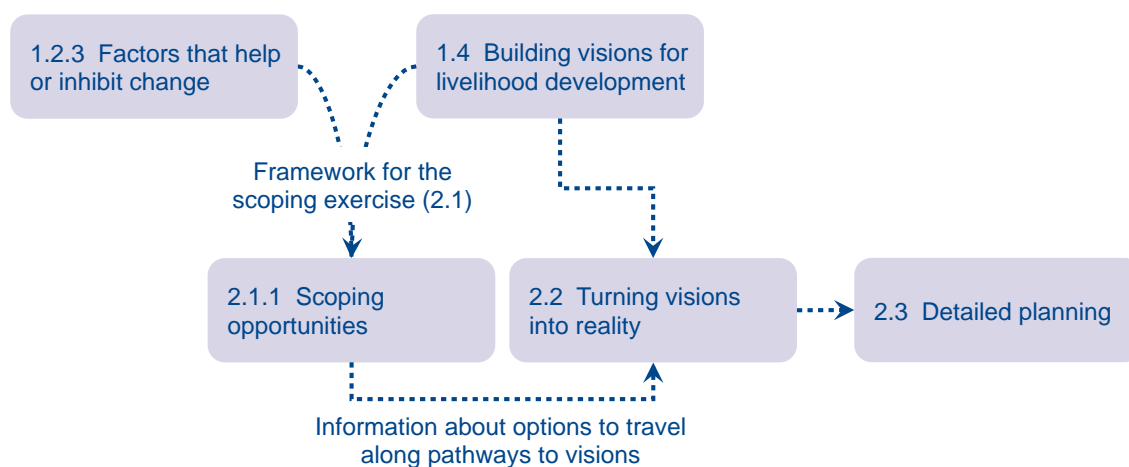 1.2.3 Factors that help
or inhibit change
1.4 Building visions for
livelihood development
Framework for the
scoping exercise (2.1)
2.1.1 Scoping
opportunities
2.2 Turning visions
into reality
2.3 Detailed planning
Information about options to travel
along pathways to visions